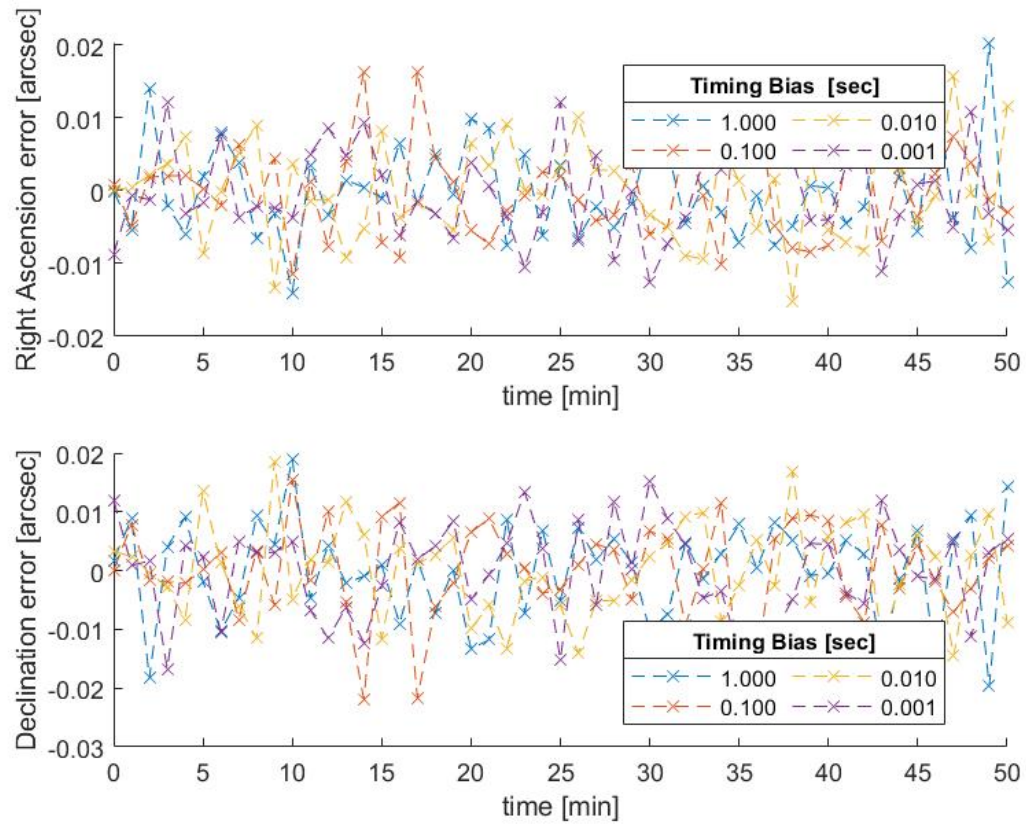 Right Ascension error [arcsec]
0.02
0.01
0
-0.01
-0.02
Timing Bias [sec]
1.000 0.010
0.100 0.001
0 5 10 15 20 25 30 35 40 45 50
time [min]
Declination error [arcsec]
0.02
0.01
0
-0.01
-0.02
-0.03
Timing Bias [sec]
1.000 0.010
0.100 0.001
0 5 10 15 20 25 30 35 40 45 50
time [min]